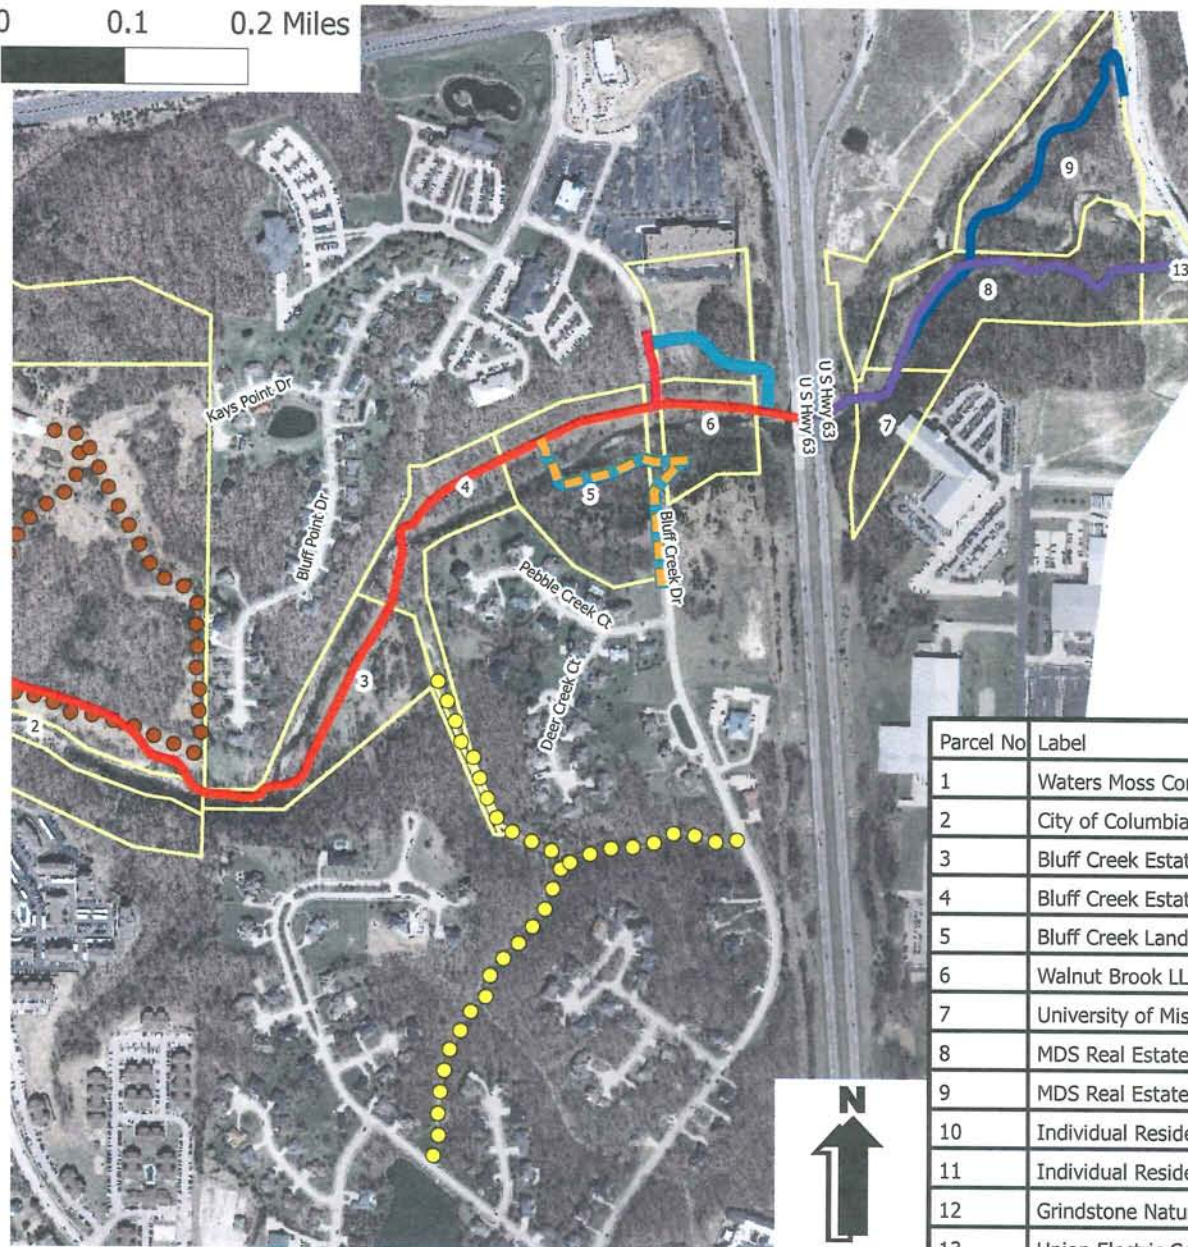 0 0.1 0.2 Miles
9
13
8
Kays Point Dr
U S Hwy 63
U S Hwy 63
7
6
4
5
Bluff Point Dr
Bluff Creek Dr
Pebble Creek Ct
3
Deer Creek Ct
2
Parcel No Label
1 Waters Moss Co
2 City of Columbia
3 Bluff Creek Estat
4 Bluff Creek Estat
5 Bluff Creek Land
6 Walnut Brook LL
7 University of Mis
8 MDS Real Estate
9 MDS Real Estate
10 Individual Reside
11 Individual Reside
12 Grindstone Natu
13 Union Electric C
N